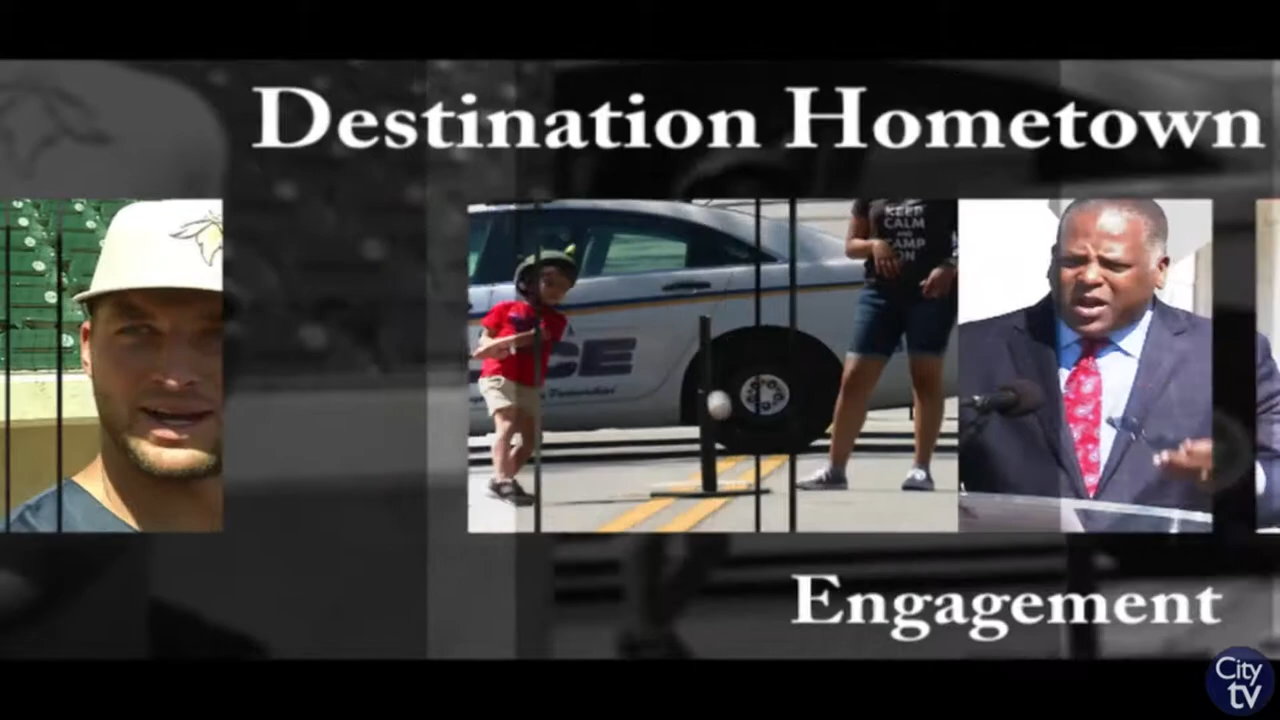 Destination Hometown
KEEP
CALM
AND
CAMP
ON
CE
Engagement
City
tv